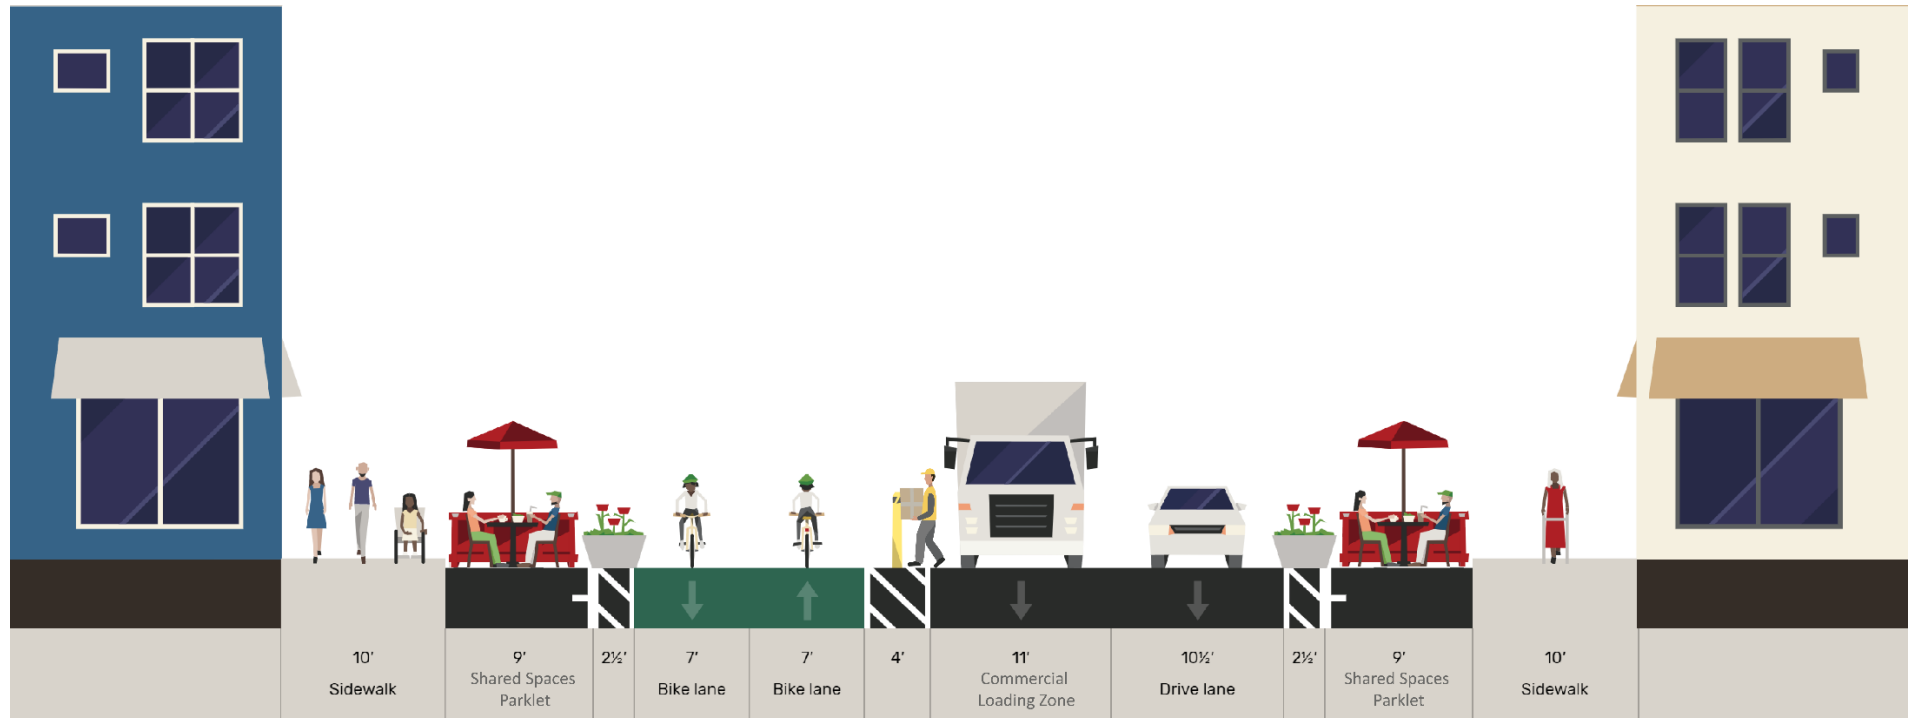 10′
Sidewalk
9′
Shared Spaces
Parklet
2½′
7′
Bike lane
7′
Bike lane
4′
11′
Commercial
Loading Zone
10½′
Drive lane
2½′
9′
Shared Spaces
Parklet
10′
Sidewalk